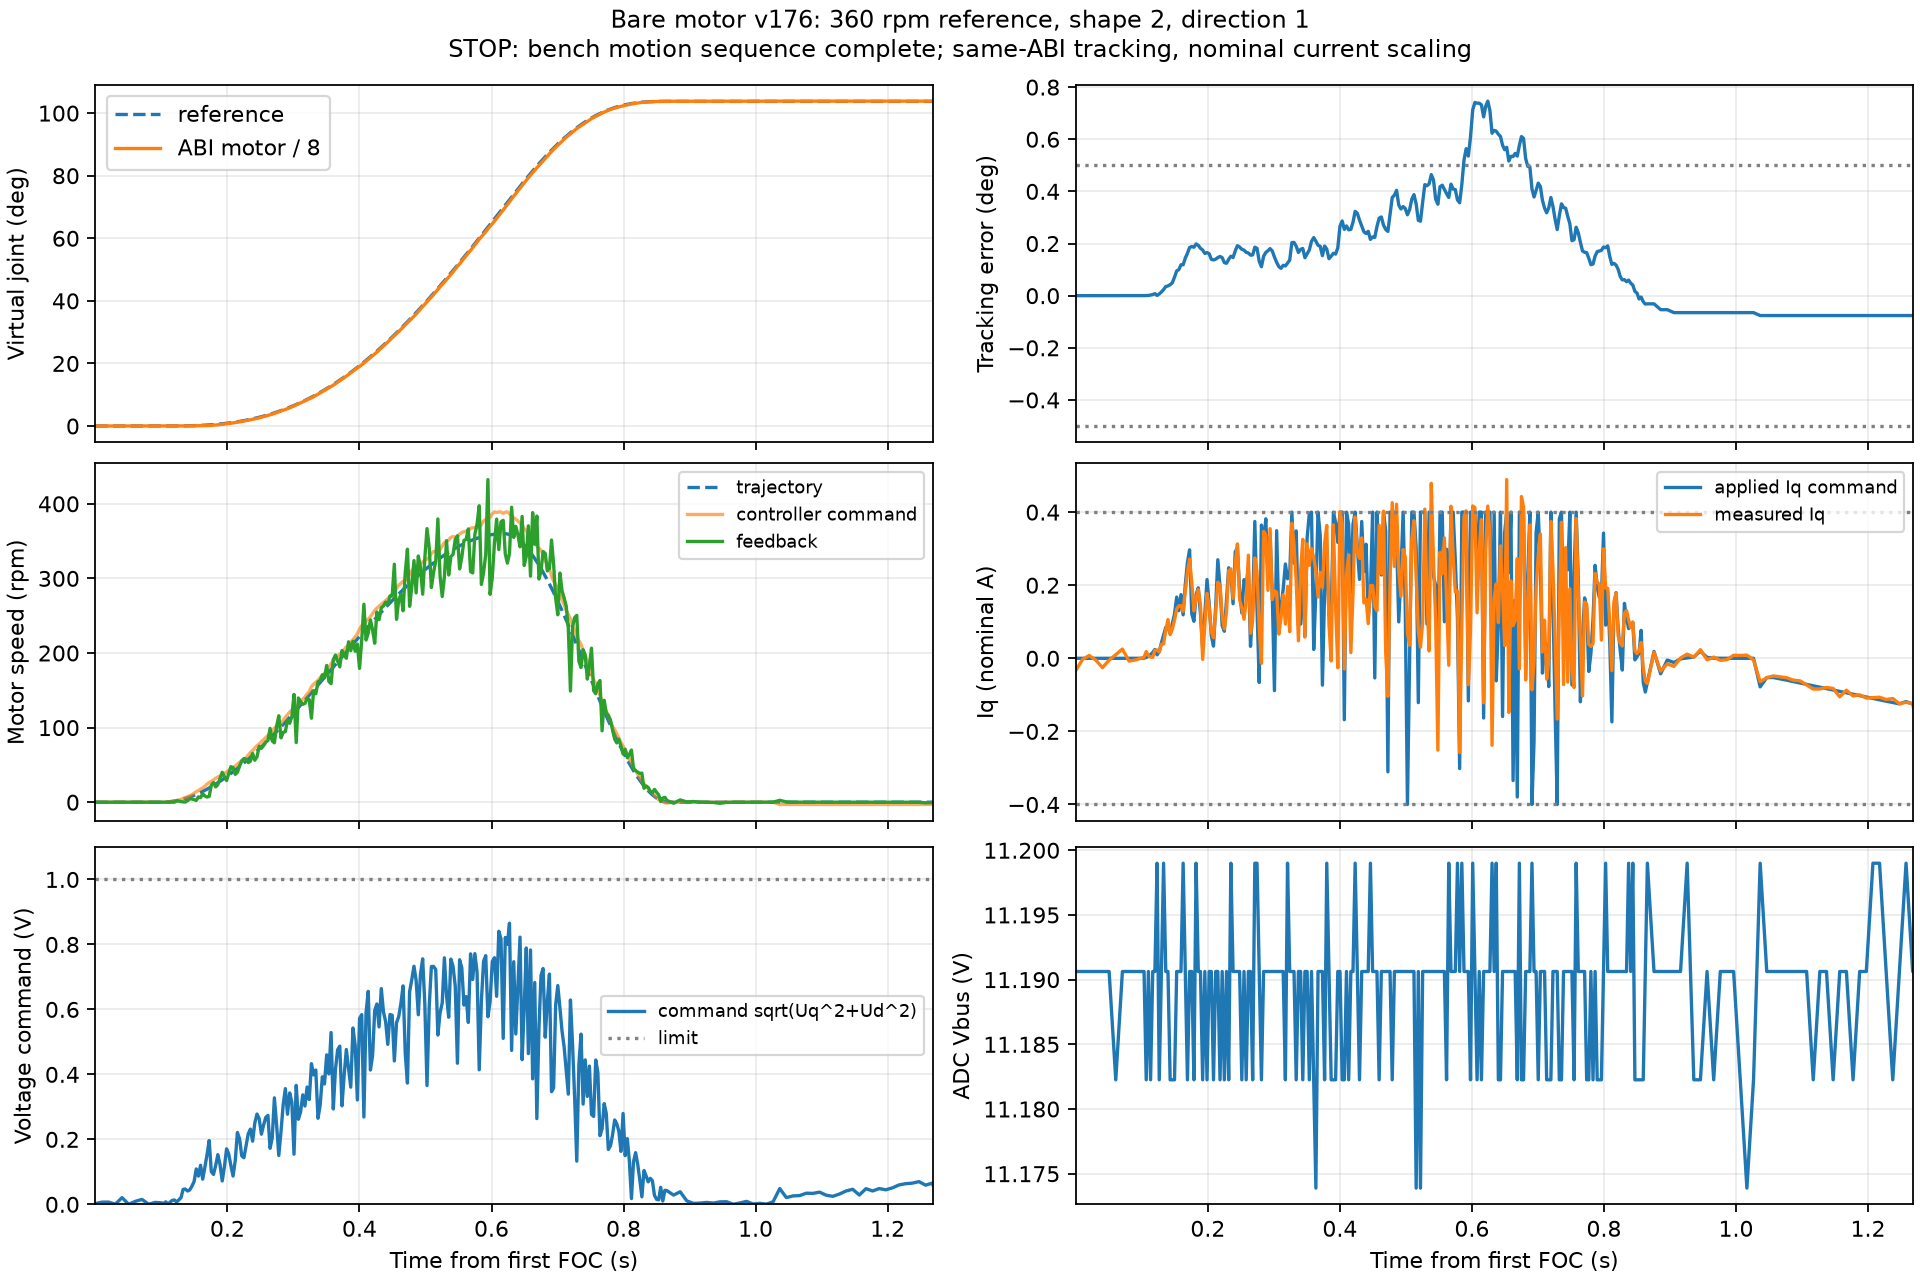 Bare motor v176: 360 rpm reference, shape 2, direction 1
STOP: bench motion sequence complete; same-ABI tracking, nominal current scaling
Virtual joint (deg)
100
80
60
40
20
0
reference
ABI motor / 8
Tracking error (deg)
0.8
0.6
0.4
0.2
0.0
−0.2
−0.4
Motor speed (rpm)
400
300
200
100
0
trajectory
controller command
feedback
Iq (nominal A)
0.4
0.2
0.0
−0.2
−0.4
applied Iq command
measured Iq
Voltage command (V)
1.0
0.8
0.6
0.4
0.2
0.0
command sqrt(Uq^2+Ud^2)
limit
0.2 0.4 0.6 0.8 1.0 1.2
Time from first FOC (s)
ADC Vbus (V)
11.200
11.195
11.190
11.185
11.180
11.175
0.2 0.4 0.6 0.8 1.0 1.2
Time from first FOC (s)